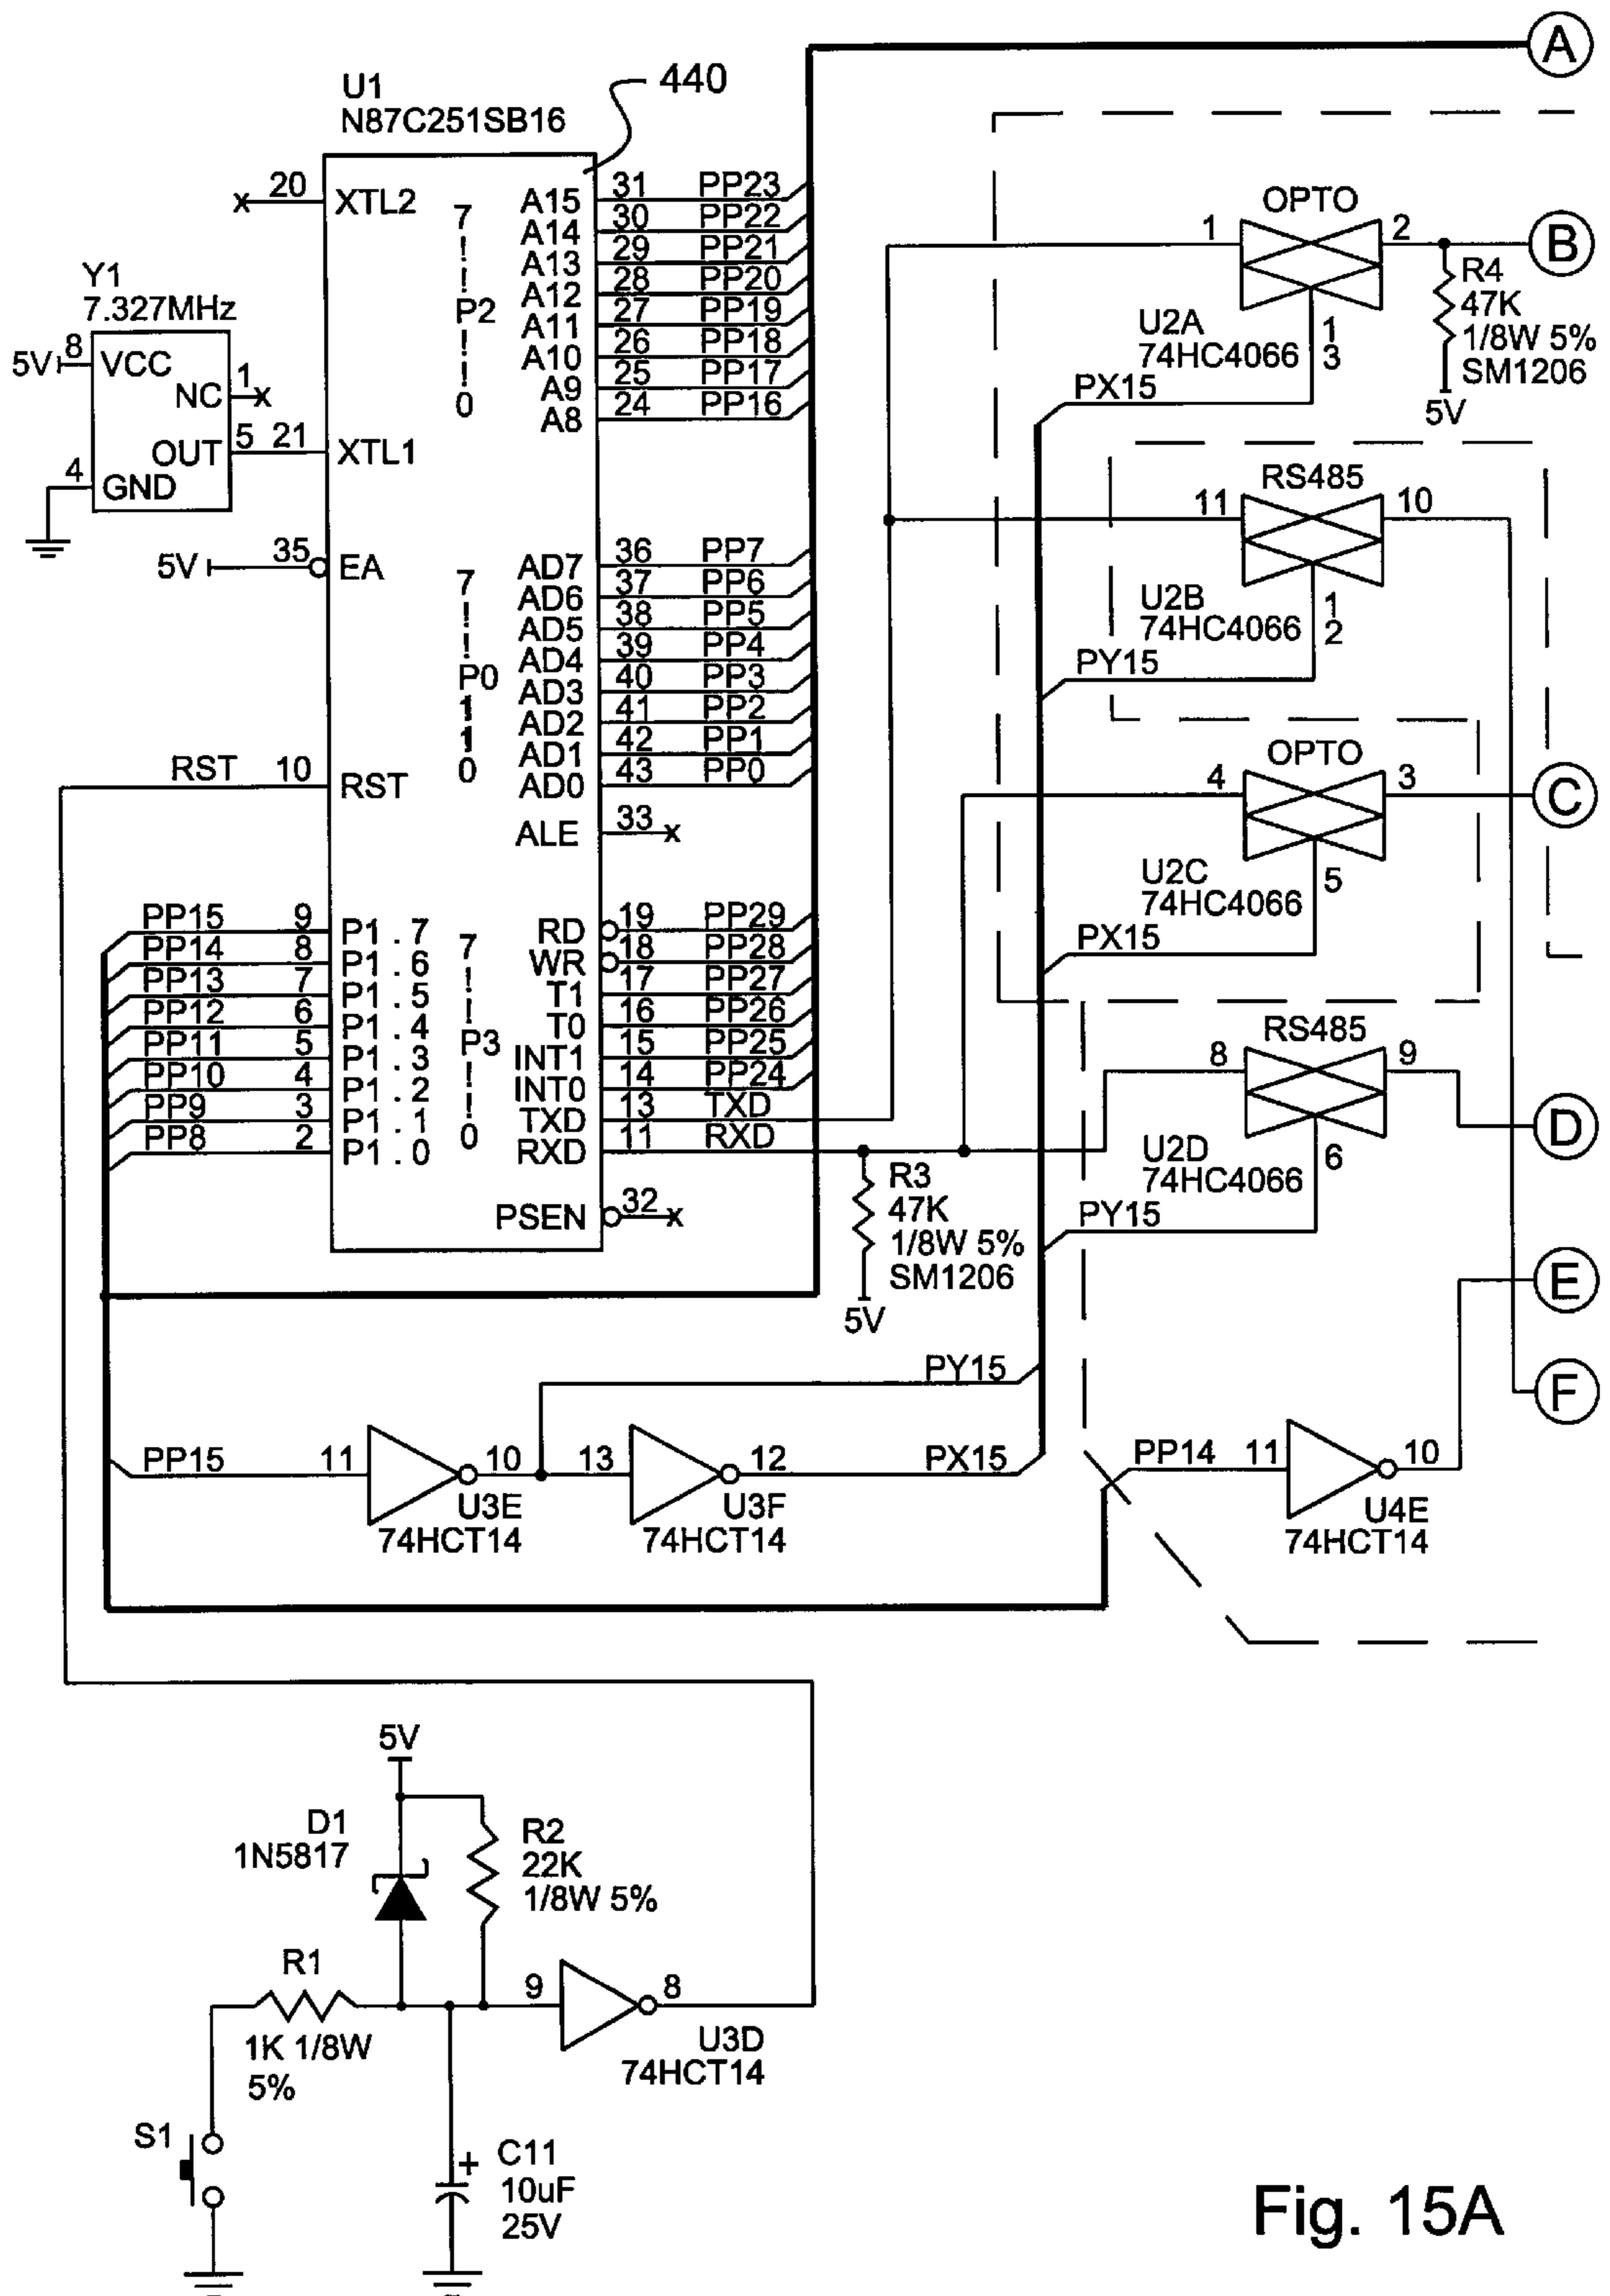 A
440
U1
N87C251SB16
20
XTL2
7
P2
0
A15 31 PP23
A14 30 PP22
A13 29 PP21
A12 28 PP20
A11 27 PP19
A10 26 PP18
A9 25 PP17
A8 24 PP16
Y1
7.327MHz
5V 8 VCC
NC 1
OUT 5 21 XTL1
4 GND
5V 35 EA
7
P0
0
AD7 36 PP7
AD6 37 PP6
AD5 38 PP5
AD4 39 PP4
AD3 40 PP3
AD2 41 PP2
AD1 42 PP1
AD0 43 PP0
RST 10 RST
ALE 33
PP15 9 P1.7
PP14 8 P1.6
PP13 7 P1.5
PP12 6 P1.4
PP11 5 P1.3
PP10 4 P1.2
PP9 3 P1.1
PP8 2 P1.0
7
P3
0
RD 19 PP29
WR 18 PP28
T1 17 PP27
T0 16 PP26
INT1 15 PP25
INT0 14 PP24
TXD 13 TXD
RXD 11 RXD
PSEN 32
R3
47K
1/8W 5%
SM1206
5V
OPTO
1 2 B
U2A
74HC4066
1
3
PX15
R4
47K
1/8W 5%
SM1206
5V
RS485
11 10
U2B
74HC4066
1
2
PY15
OPTO
4 3 C
U2C
74HC4066
5
PX15
RS485
8 9
D
U2D
74HC4066
6
PY15
E
F
PY15
PP15 11 10 13 12 PX15
U3E
74HCT14
U3F
74HCT14
PP14 11 10
U4E
74HCT14
5V
D1
1N5817
R2
22K
1/8W 5%
R1
1K 1/8W
5%
9 8
U3D
74HCT14
S1
+
C11
10uF
25V
Fig. 15A